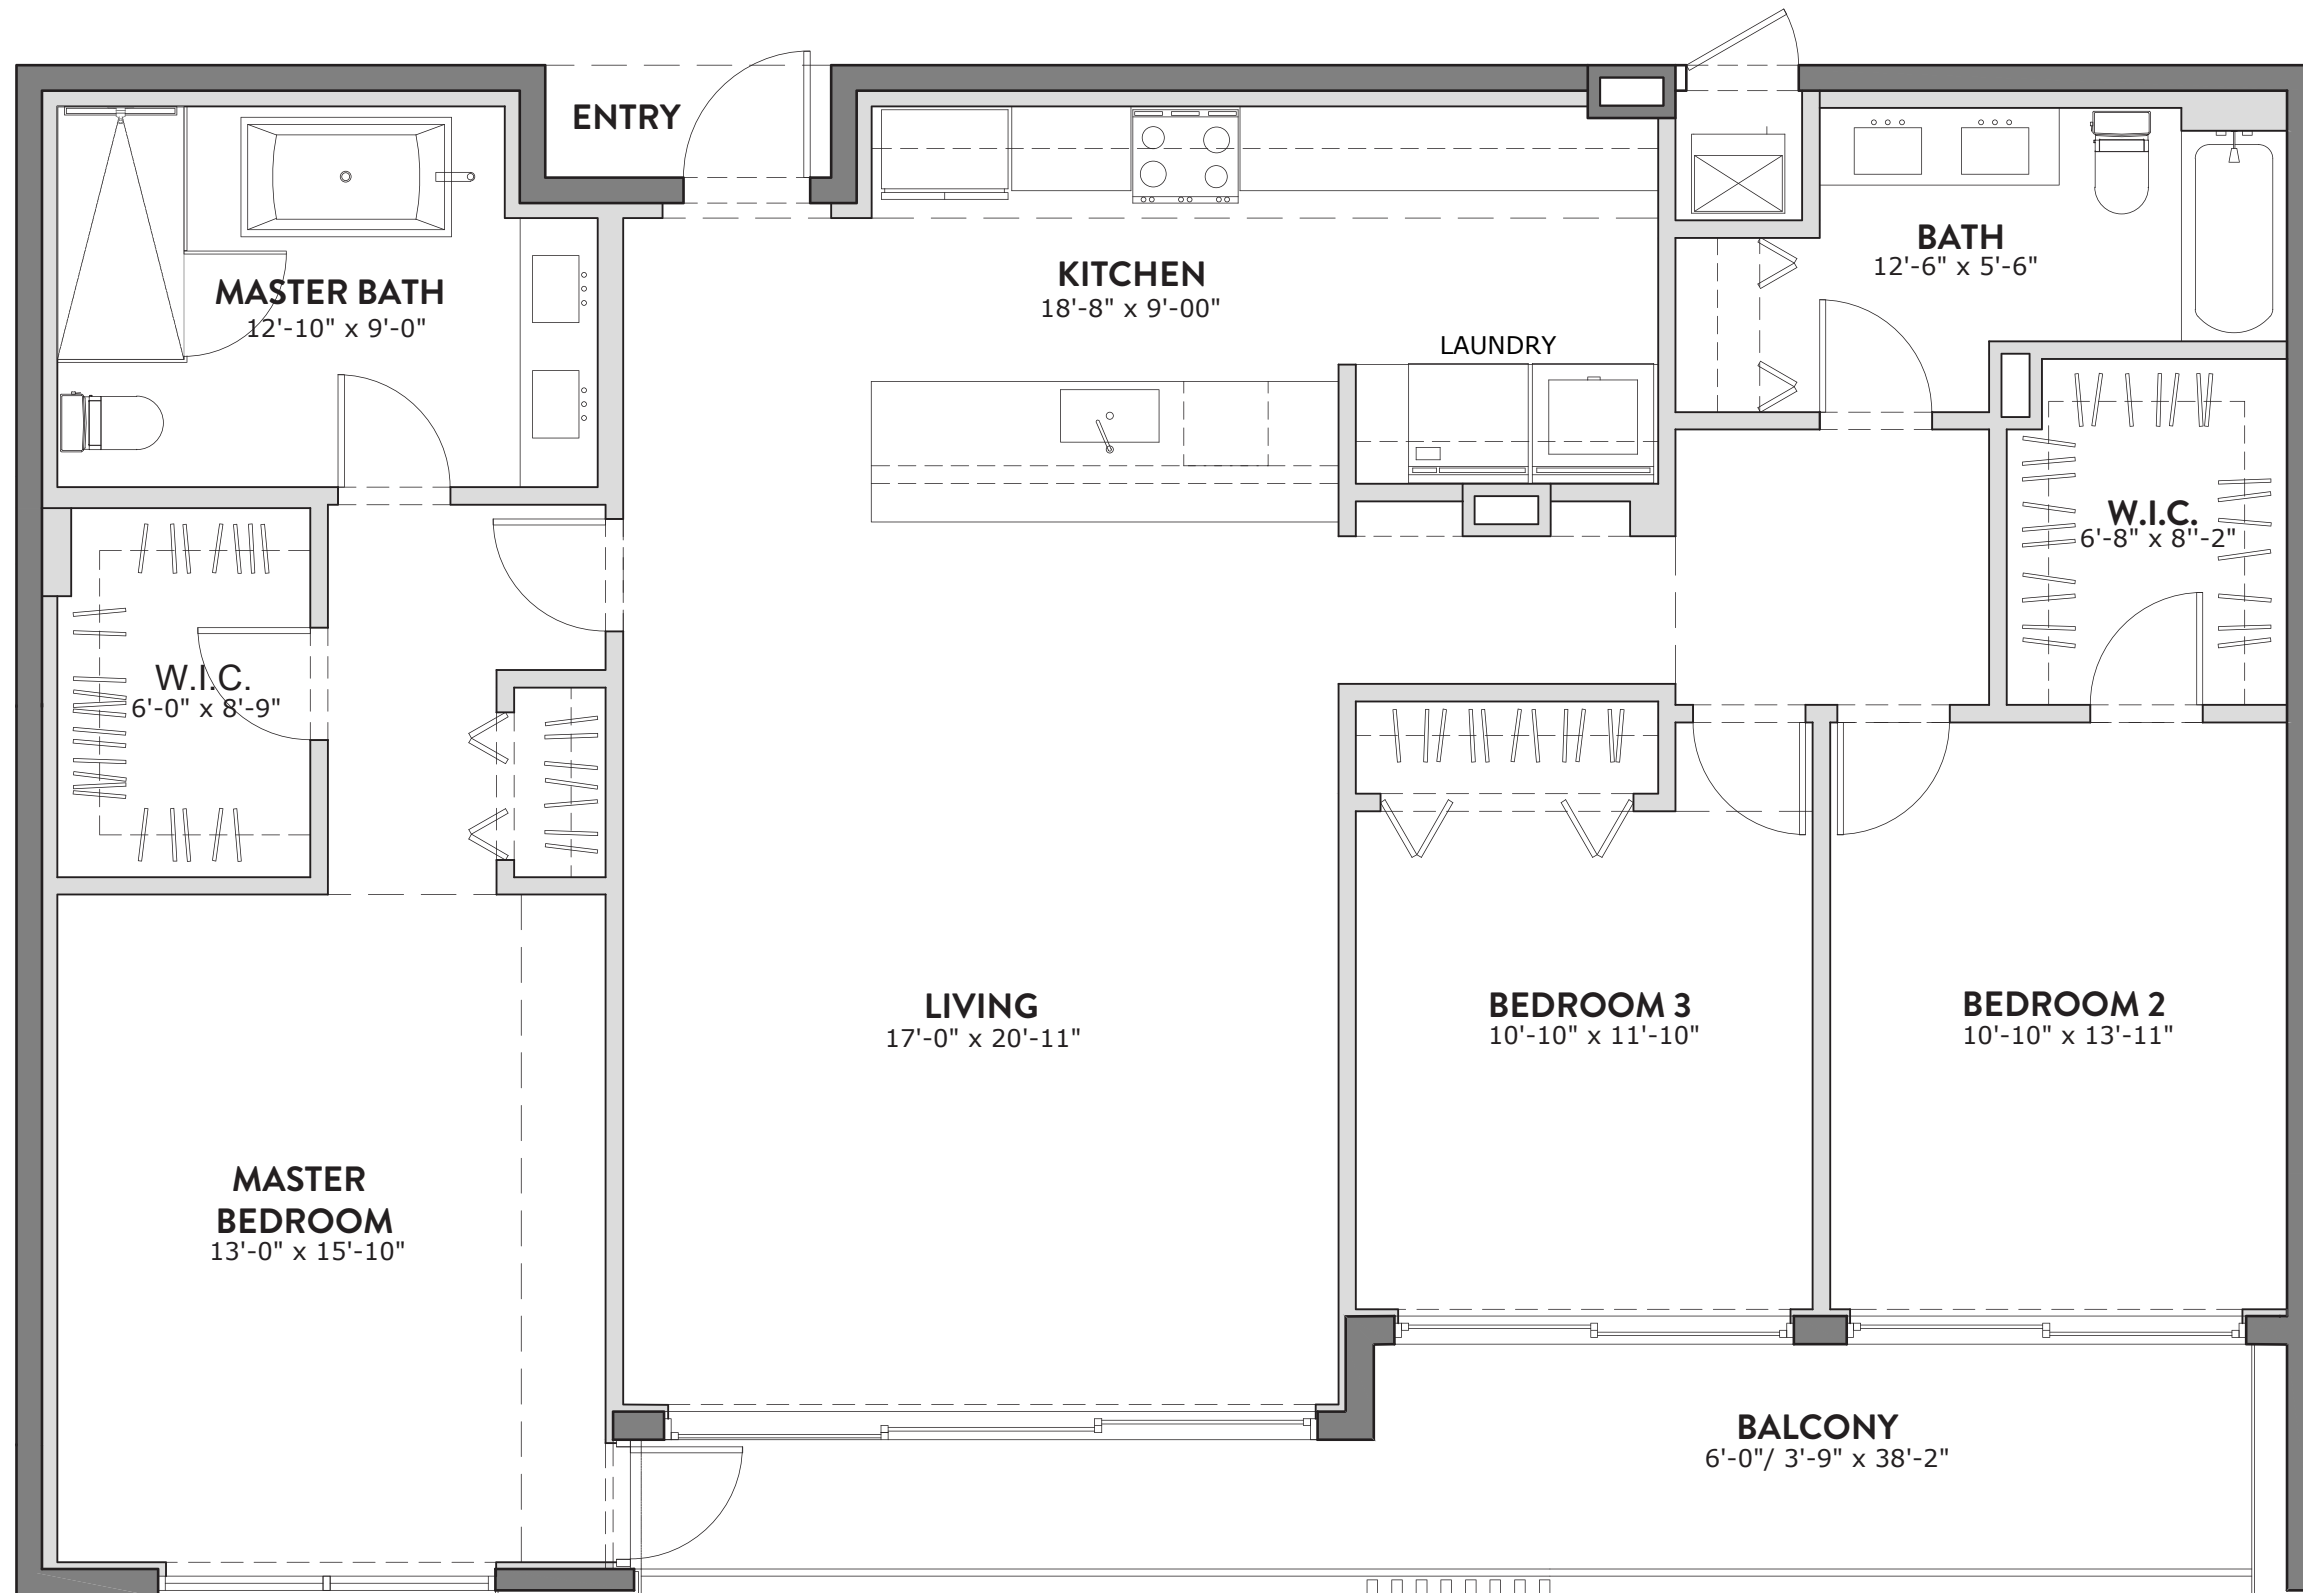 ENTRY
MASTER BATH
12'-10" x 9'-0"
KITCHEN
18'-8" x 9'-00"
LAUNDRY
BATH
12'-6" x 5'-6"
W.I.C.
6'-8" x 8''-2"
W.I.C.
6'-0" x 8'-9"
LIVING
17'-0" x 20'-11"
BEDROOM 3
10'-10" x 11'-10"
BEDROOM 2
10'-10" x 13'-11"
MASTER
BEDROOM
13'-0" x 15'-10"
BALCONY
6'-0"/ 3'-9" x 38'-2"